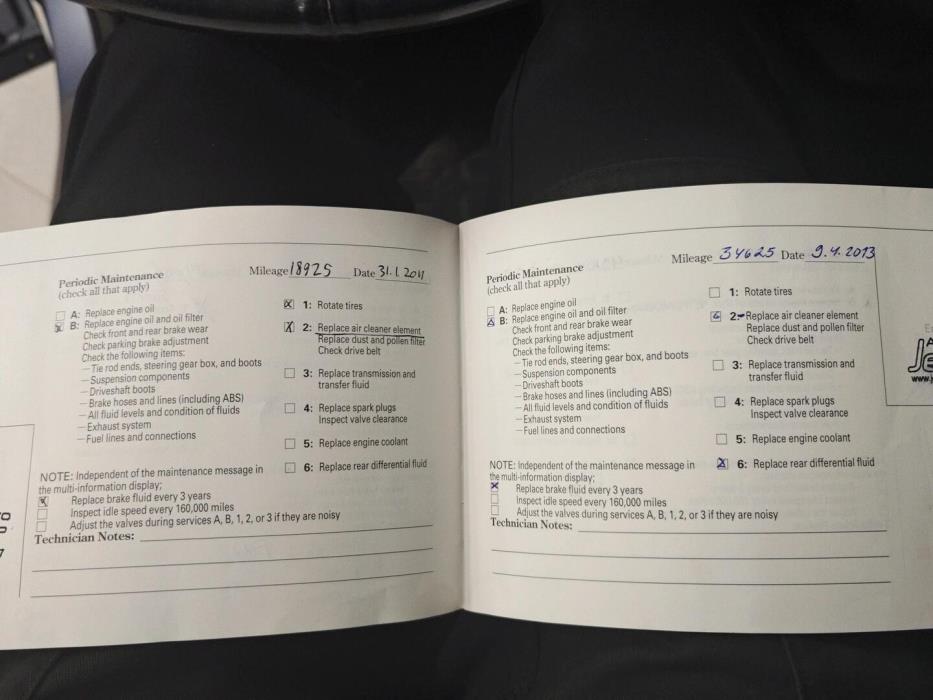 Periodic Maintenance
(check all that apply)
Mileage 18925 Date 31.1.2011
A: Replace engine oil
B: Replace engine oil and oil filter
Check front and rear brake wear
Check parking brake adjustment
Check the following items:
— Tie rod ends, steering gear box, and boots
— Suspension components
— Driveshaft boots
— Brake hoses and lines (including ABS)
— All fluid levels and condition of fluids
— Exhaust system
— Fuel lines and connections
1: Rotate tires
2: Replace air cleaner element
Replace dust and pollen filter
Check drive belt
3: Replace transmission and
transfer fluid
4: Replace spark plugs
Inspect valve clearance
5: Replace engine coolant
6: Replace rear differential fluid
NOTE: Independent of the maintenance message in
the multi-information display;
Replace brake fluid every 3 years
Inspect idle speed every 160,000 miles
Adjust the valves during services A, B, 1, 2, or 3 if they are noisy
Technician Notes:
Periodic Maintenance
(check all that apply)
Mileage 34625 Date 9.4.2013
A: Replace engine oil
B: Replace engine oil and oil filter
Check front and rear brake wear
Check parking brake adjustment
Check the following items:
— Tie rod ends, steering gear box, and boots
— Suspension components
— Driveshaft boots
— Brake hoses and lines (including ABS)
— All fluid levels and condition of fluids
— Exhaust system
— Fuel lines and connections
1: Rotate tires
2: Replace air cleaner element
Replace dust and pollen filter
Check drive belt
3: Replace transmission and
transfer fluid
4: Replace spark plugs
Inspect valve clearance
5: Replace engine coolant
6: Replace rear differential fluid
NOTE: Independent of the maintenance message in
the multi-information display;
Replace brake fluid every 3 years
Inspect idle speed every 160,000 miles
Adjust the valves during services A, B, 1, 2, or 3 if they are noisy
Technician Notes: